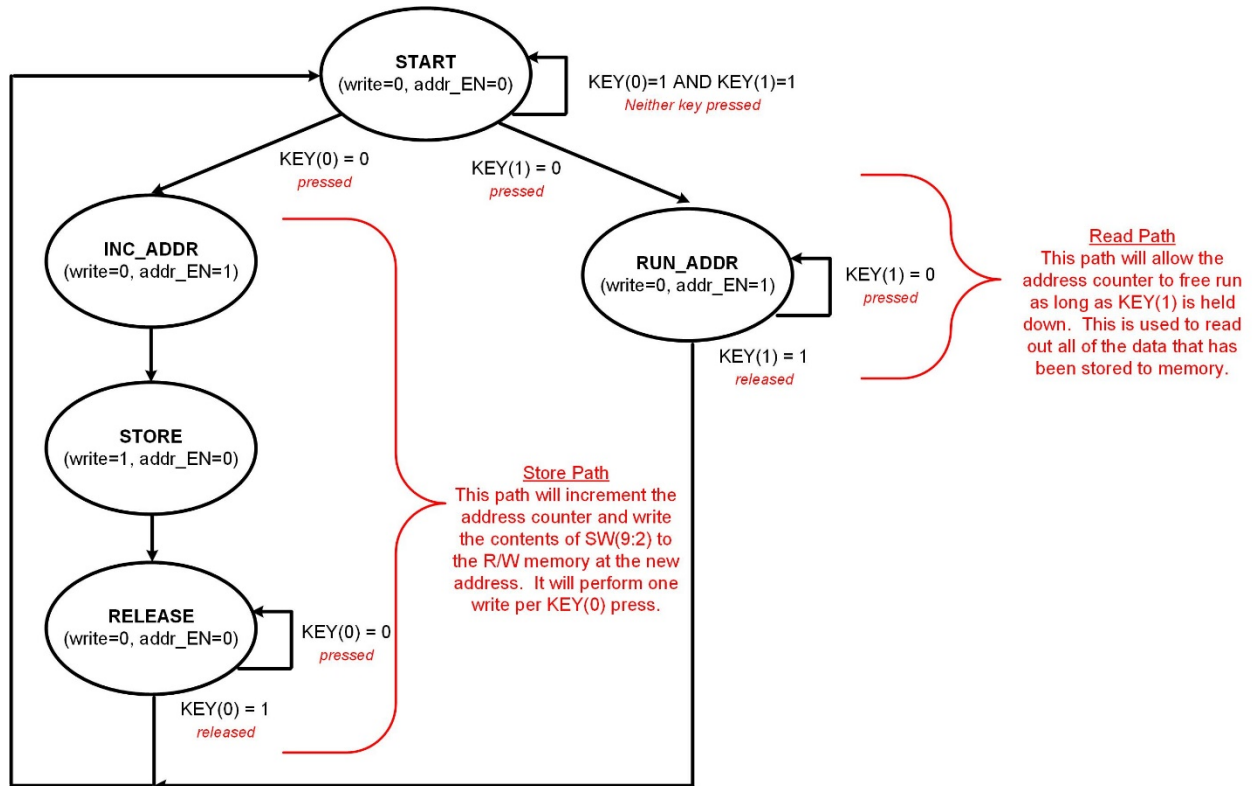 START
(write=0, addr_EN=0)
KEY(0)=1 AND KEY(1)=1
Neither key pressed
KEY(0) = 0
pressed
KEY(1) = 0
pressed
INC_ADDR
(write=0, addr_EN=1)
RUN_ADDR
(write=0, addr_EN=1)
KEY(1) = 0
pressed
KEY(1) = 1
released
Read Path
This path will allow the
address counter to free run
as long as KEY(1) is held
down. This is used to read
out all of the data that has
been stored to memory.
STORE
(write=1, addr_EN=0)
Store Path
This path will increment the
address counter and write
the contents of SW(9:2) to
the R/W memory at the new
address. It will perform one
write per KEY(0) press.
RELEASE
(write=0, addr_EN=0)
KEY(0) = 0
pressed
KEY(0) = 1
released